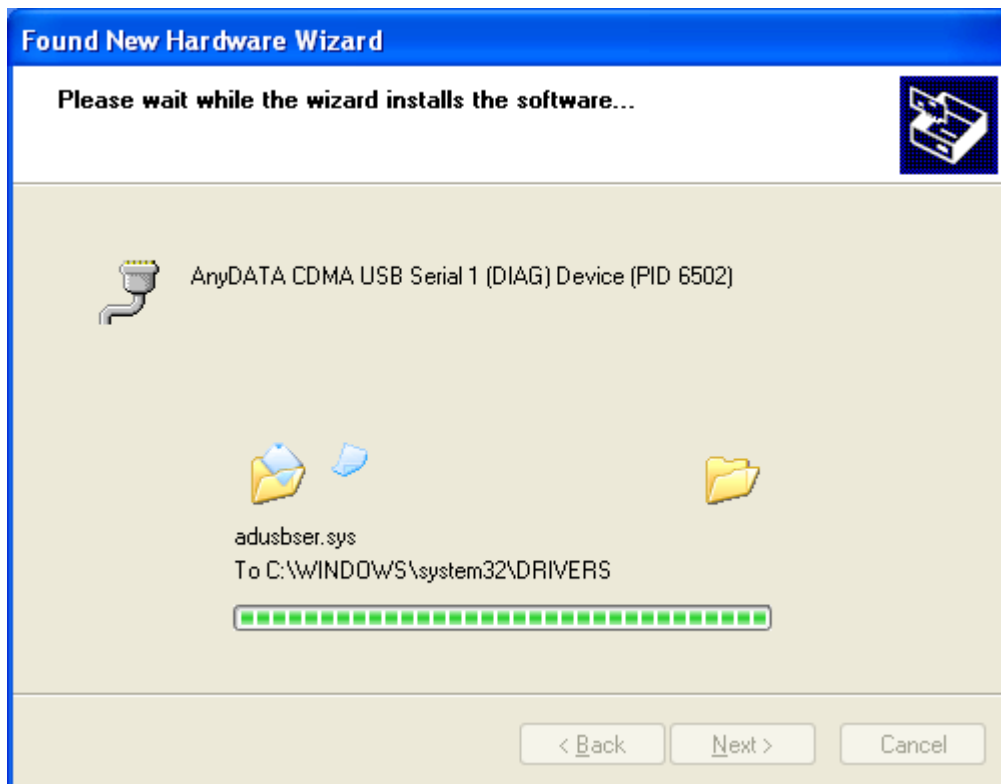 Found New Hardware Wizard
Please wait while the wizard installs the software...
AnyDATA CDMA USB Serial 1 (DIAG) Device (PID 6502)
adusbser.sys
To C:\WINDOWS\system32\DRIVERS
< Back
Next >
Cancel